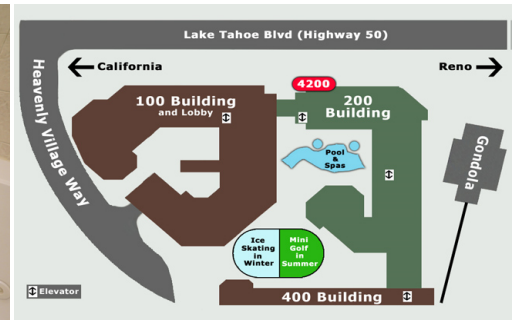 Lake Tahoe Blvd (Highway 50)
California
Reno
Heavenly Village Way
4200
100 Building
and Lobby
200
Building
Gondola
Pool
&
Spas
Ice
Skating
in
Winter
Mini
Golf
in
Summer
Elevator
400 Building